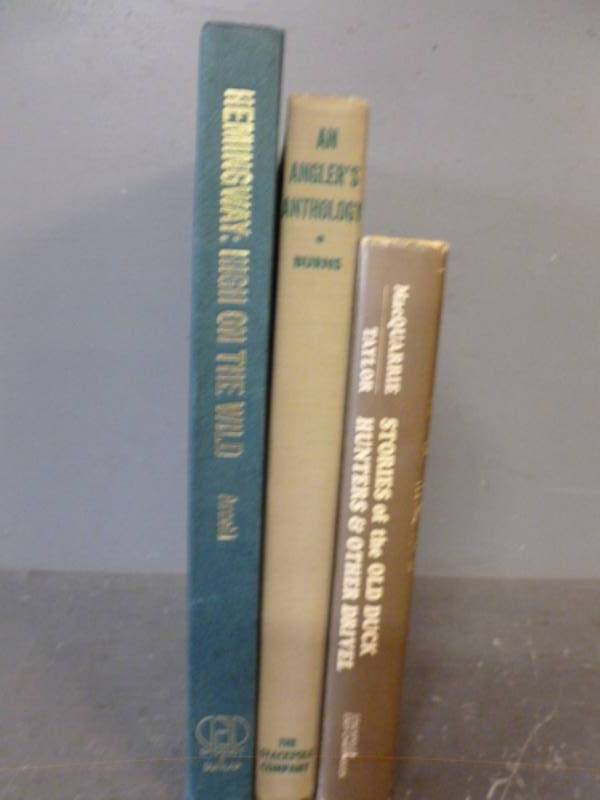 HEMINGWAY: HIGH ON THE WILD
Arnold
DUNLAP
AN
ANGLER'S
ANTHOLOGY
BURNS
THE
STACKPOLE
COMPANY
MacQUARRIE
TAYLOR
STORIES of the OLD DUCK
HUNTERS & OTHER DRIVEL